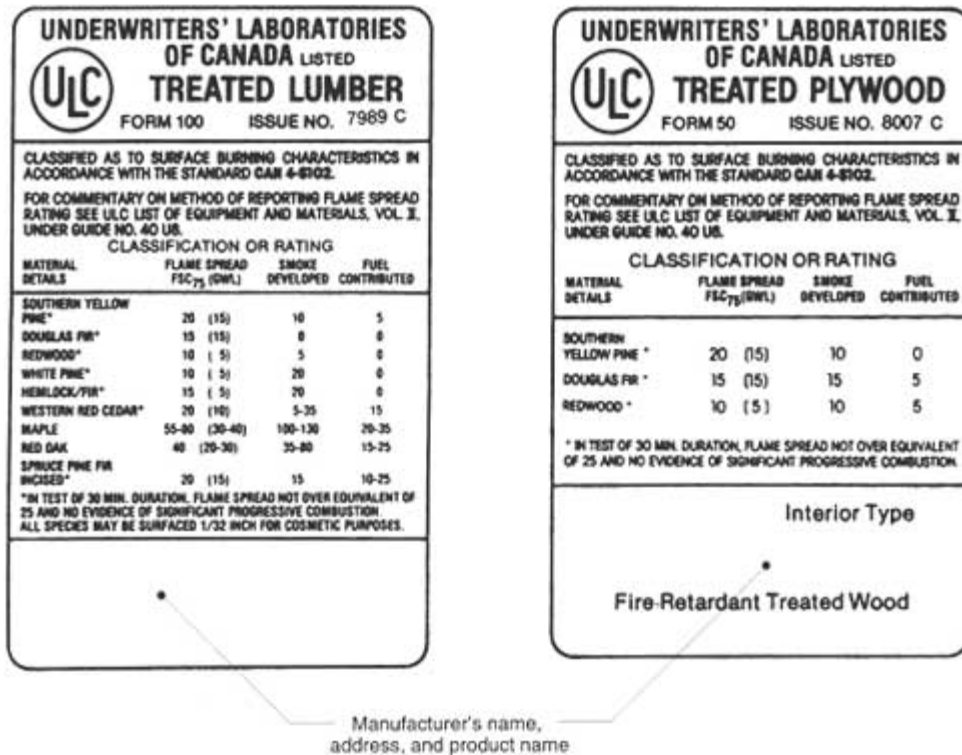 UNDERWRITERS' LABORATORIES
OF CANADA LISTED
ULC
TREATED LUMBER
FORM 100 ISSUE NO. 7989 C
CLASSIFIED AS TO SURFACE BURNING CHARACTERISTICS IN
ACCORDANCE WITH THE STANDARD CAN 4-S102.
FOR COMMENTARY ON METHOD OF REPORTING FLAME SPREAD
RATING SEE ULC LIST OF EQUIPMENT AND MATERIALS, VOL. II,
UNDER GUIDE NO. 40 U8.
CLASSIFICATION OR RATING
MATERIAL FLAME SPREAD SMOKE FUEL
DETAILS FSC75 (GWL) DEVELOPED CONTRIBUTED
SOUTHERN YELLOW
PINE* 20 (15) 10 5
DOUGLAS FIR* 15 (15) 0 0
REDWOOD* 10 ( 5) 5 0
WHITE PINE* 10 ( 5) 20 0
HEMLOCK/FIR* 15 ( 5) 20 0
WESTERN RED CEDAR* 20 (10) 5-35 15
MAPLE 55-80 (30-40) 100-130 20-35
RED OAK 40 (20-30) 35-80 15-25
SPRUCE PINE FIR
INCISED* 20 (15) 15 10-25
*IN TEST OF 30 MIN. DURATION, FLAME SPREAD NOT OVER EQUIVALENT OF
25 AND NO EVIDENCE OF SIGNIFICANT PROGRESSIVE COMBUSTION.
ALL SPECIES MAY BE SURFACED 1/32 INCH FOR COSMETIC PURPOSES.
UNDERWRITERS' LABORATORIES
OF CANADA LISTED
ULC
TREATED PLYWOOD
FORM 50 ISSUE NO. 8007 C
CLASSIFIED AS TO SURFACE BURNING CHARACTERISTICS IN
ACCORDANCE WITH THE STANDARD CAN 4-S102.
FOR COMMENTARY ON METHOD OF REPORTING FLAME SPREAD
RATING SEE ULC LIST OF EQUIPMENT AND MATERIALS, VOL. II,
UNDER GUIDE NO. 40 U8.
CLASSIFICATION OR RATING
MATERIAL FLAME SPREAD SMOKE FUEL
DETAILS FSC75 (GWL) DEVELOPED CONTRIBUTED
SOUTHERN
YELLOW PINE * 20 (15) 10 0
DOUGLAS FIR * 15 (15) 15 5
REDWOOD * 10 ( 5 ) 10 5
* IN TEST OF 30 MIN. DURATION, FLAME SPREAD NOT OVER EQUIVALENT
OF 25 AND NO EVIDENCE OF SIGNIFICANT PROGRESSIVE COMBUSTION.
Interior Type
Fire-Retardant Treated Wood
Manufacturer's name,
address, and product name